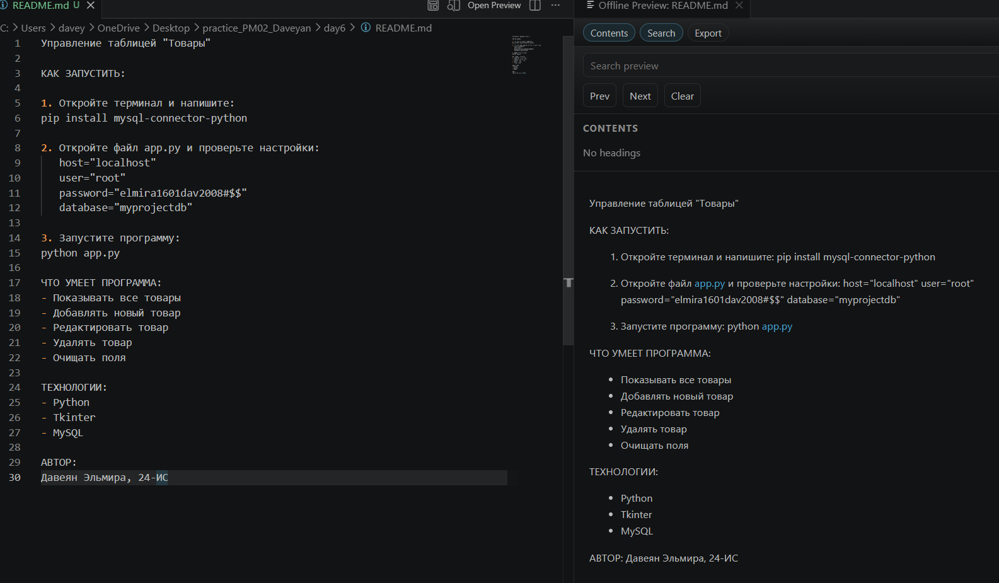 README.md U
Open Preview
C: > Users > davey > OneDrive > Desktop > practice_PM02_Daveyan > day6 > README.md
1 Управление таблицей "Товары"
2
3 КАК ЗАПУСТИТЬ:
4
5 1. Откройте терминал и напишите:
6 pip install mysql-connector-python
7
8 2. Откройте файл app.py и проверьте настройки:
9 host="localhost"
10 user="root"
11 password="elmira1601dav2008#$$"
12 database="myprojectdb"
13
14 3. Запустите программу:
15 python app.py
16
17 ЧТО УМЕЕТ ПРОГРАММА:
18 - Показывать все товары
19 - Добавлять новый товар
20 - Редактировать товар
21 - Удалять товар
22 - Очищать поля
23
24 ТЕХНОЛОГИИ:
25 - Python
26 - Tkinter
27 - MySQL
28
29 АВТОР:
30 Давеян Эльмира, 24-ИС
Offline Preview: README.md
Contents Search Export
Search preview
Prev Next Clear
CONTENTS
No headings
Управление таблицей "Товары"
КАК ЗАПУСТИТЬ:
1. Откройте терминал и напишите: pip install mysql-connector-python
2. Откройте файл app.py и проверьте настройки: host="localhost" user="root"
password="elmira1601dav2008#$$" database="myprojectdb"
3. Запустите программу: python app.py
ЧТО УМЕЕТ ПРОГРАММА:
• Показывать все товары
• Добавлять новый товар
• Редактировать товар
• Удалять товар
• Очищать поля
ТЕХНОЛОГИИ:
• Python
• Tkinter
• MySQL
АВТОР: Давеян Эльмира, 24-ИС